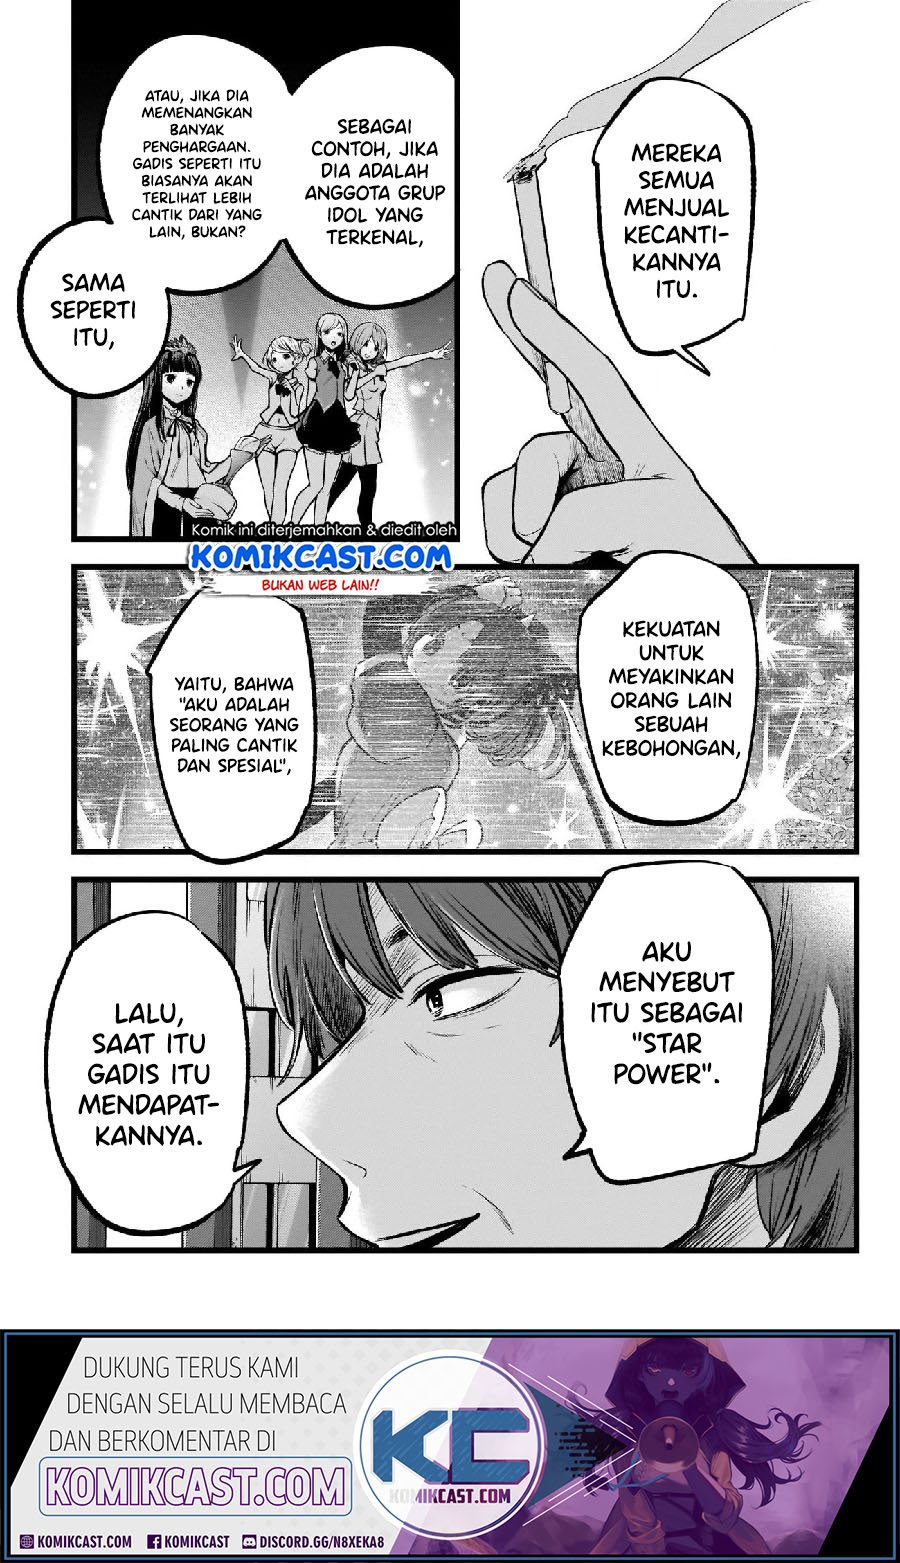 MEREKA
SEMUA
MENJUAL
KECANTI-
KANNYA
ITU.
SEBAGAI
CONTOH, JIKA
DIA ADALAH
ANGGOTA GRUP
IDOL YANG
TERKENAL,
ATAU, JIKA DIA
MEMENANGKAN
BANYAK
PENGHARGAAN.
GADIS SEPERTI ITU
BIASANYA AKAN
TERLIHAT LEBIH
CANTIK DARI YANG
LAIN, BUKAN?
SAMA
SEPERTI
ITU,
Komik ini diterjemahkan & diedit oleh
KOMIKCAST.COM
BUKAN WEB LAIN!!
KEKUATAN
UNTUK
MEYAKINKAN
ORANG LAIN
SEBUAH
KEBOHONGAN,
YAITU, BAHWA
"AKU ADALAH
SEORANG YANG
PALING CANTIK
DAN SPESIAL",
AKU
MENYEBUT
ITU SEBAGAI
"STAR
POWER".
LALU,
SAAT ITU
GADIS ITU
MENDAPAT-
KANNYA.
DUKUNG TERUS KAMI
DENGAN SELALU MEMBACA
DAN BERKOMENTAR DI
KOMIKCAST.COM
KOMIKCAST.COM KOMIKCAST DISCORD.GG/N8XEKA8
KC
KOMIKCAST.COM